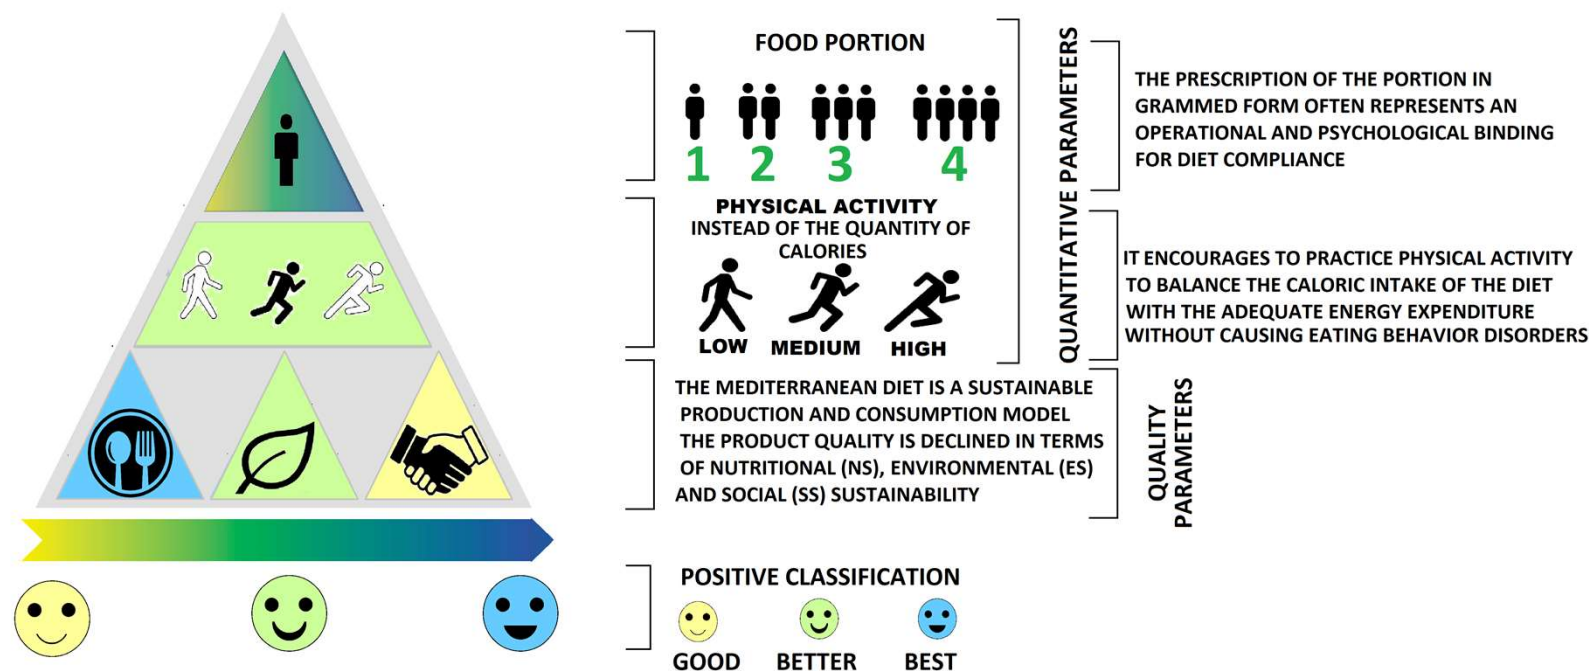 FOOD PORTION
1 2 3 4
PHYSICAL ACTIVITY
INSTEAD OF THE QUANTITY OF
CALORIES
LOW MEDIUM HIGH
THE MEDITERRANEAN DIET IS A SUSTAINABLE
PRODUCTION AND CONSUMPTION MODEL
THE PRODUCT QUALITY IS DECLINED IN TERMS
OF NUTRITIONAL (NS), ENVIRONMENTAL (ES)
AND SOCIAL (SS) SUSTAINABILITY
POSITIVE CLASSIFICATION
GOOD BETTER BEST
QUANTITATIVE PARAMETERS
THE PRESCRIPTION OF THE PORTION IN
GRAMMED FORM OFTEN REPRESENTS AN
OPERATIONAL AND PSYCHOLOGICAL BINDING
FOR DIET COMPLIANCE
IT ENCOURAGES TO PRACTICE PHYSICAL ACTIVITY
TO BALANCE THE CALORIC INTAKE OF THE DIET
WITH THE ADEQUATE ENERGY EXPENDITURE
WITHOUT CAUSING EATING BEHAVIOR DISORDERS
QUALITY
PARAMETERS